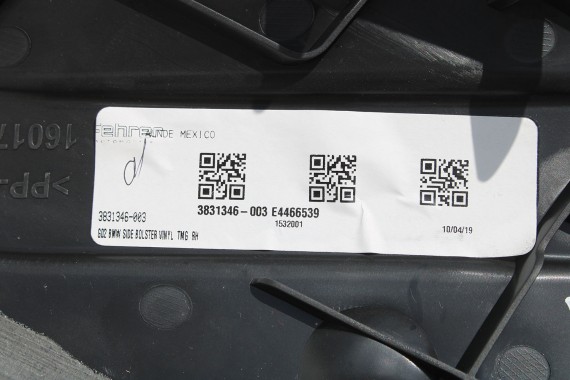 Fehrer
AUNDE MEXICO
3831346-003 E4466539
1532001
3831346-003
10/04/19
G02 BMW SIDE BOLSTER VINYL TMG RH
16017
>PP-